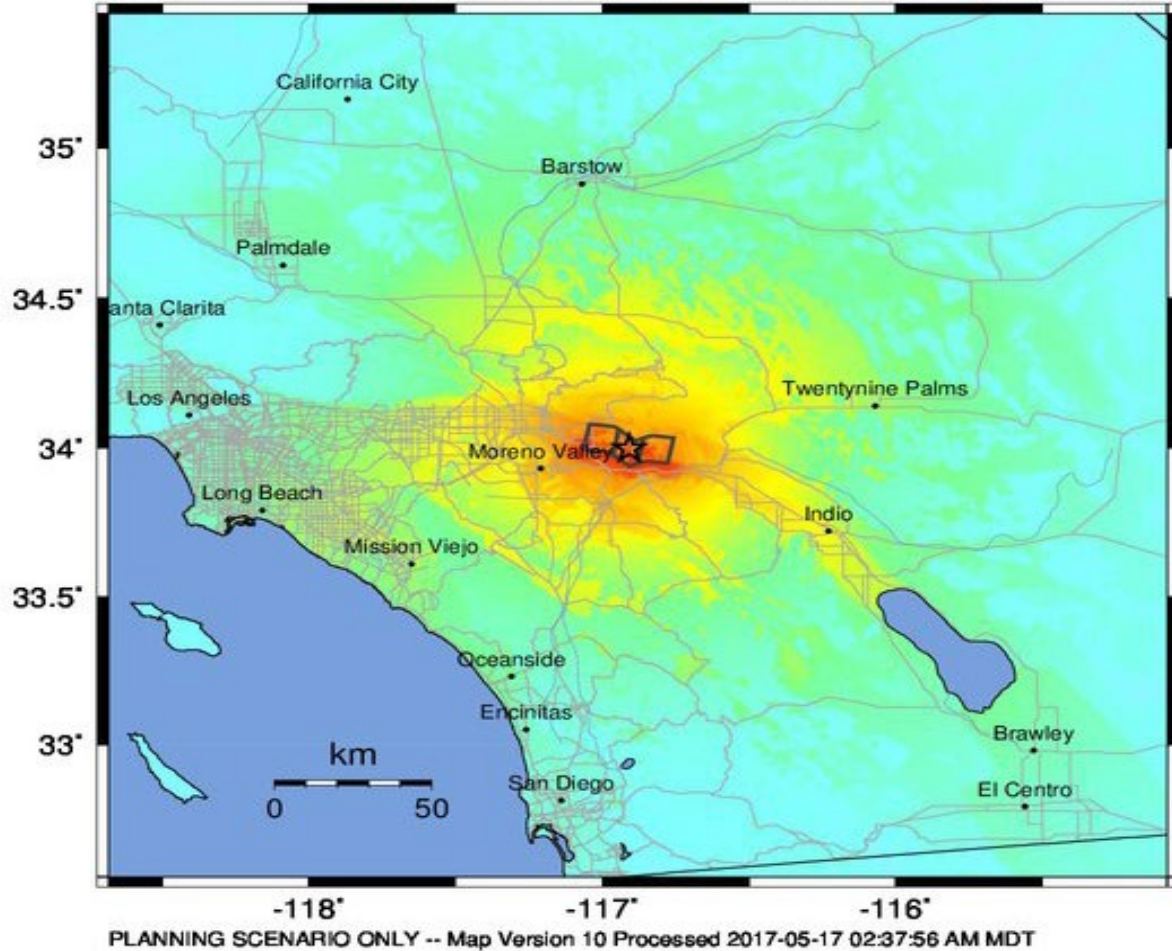 California City
35°
Barstow
Palmdale
34.5°
anta Clarita
Twentynine Palms
Los Angeles
34°
Moreno Valley
Long Beach
Indio
Mission Viejo
33.5°
Oceanside
Encinitas
33°
Brawley
km
San Diego
El Centro
0 50
-118° -117° -116°
PLANNING SCENARIO ONLY -- Map Version 10 Processed 2017-05-17 02:37:56 AM MDT